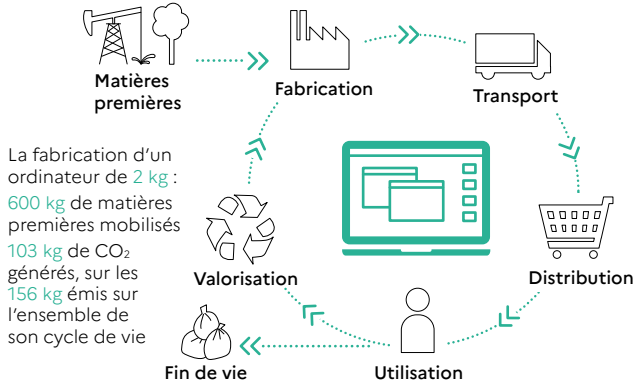 Matières
premières
Fabrication
Transport
La fabrication d’un
ordinateur de 2 kg :
600 kg de matières
premières mobilisés
103 kg de CO₂
générés, sur les
156 kg émis sur
l’ensemble de
son cycle de vie
Valorisation
Distribution
Fin de vie
Utilisation